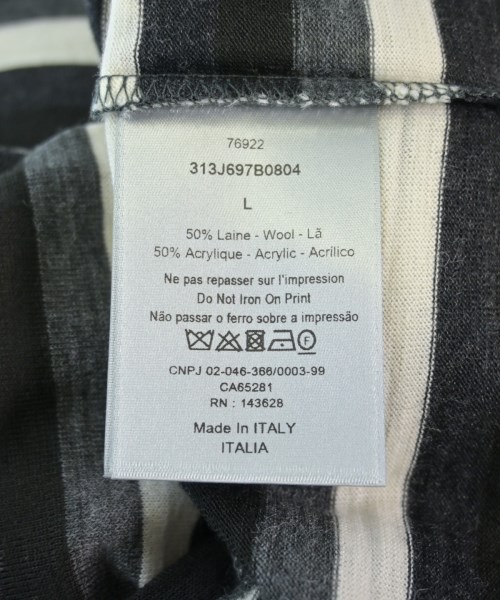 76922
313J697B0804
L
50% Laine - Wool - Lã
50% Acrylique - Acrylic - Acrílico
Ne pas repasser sur l'impression
Do Not Iron On Print
Não passar o ferro sobre a impressão
F
CNPJ 02-046-366/0003-99
CA65281
RN : 143628
Made In ITALY
ITALIA